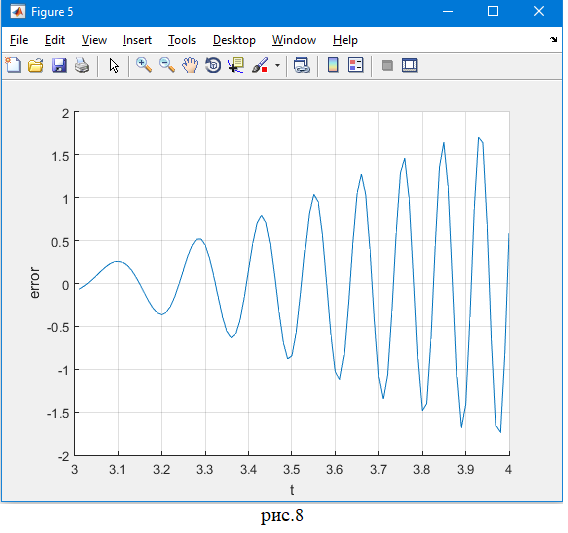 Figure 5
File Edit View Insert Tools Desktop Window Help
2
1.5
1
0.5
0
-0.5
-1
-1.5
-2
error
3 3.1 3.2 3.3 3.4 3.5 3.6 3.7 3.8 3.9 4
t
рис.8